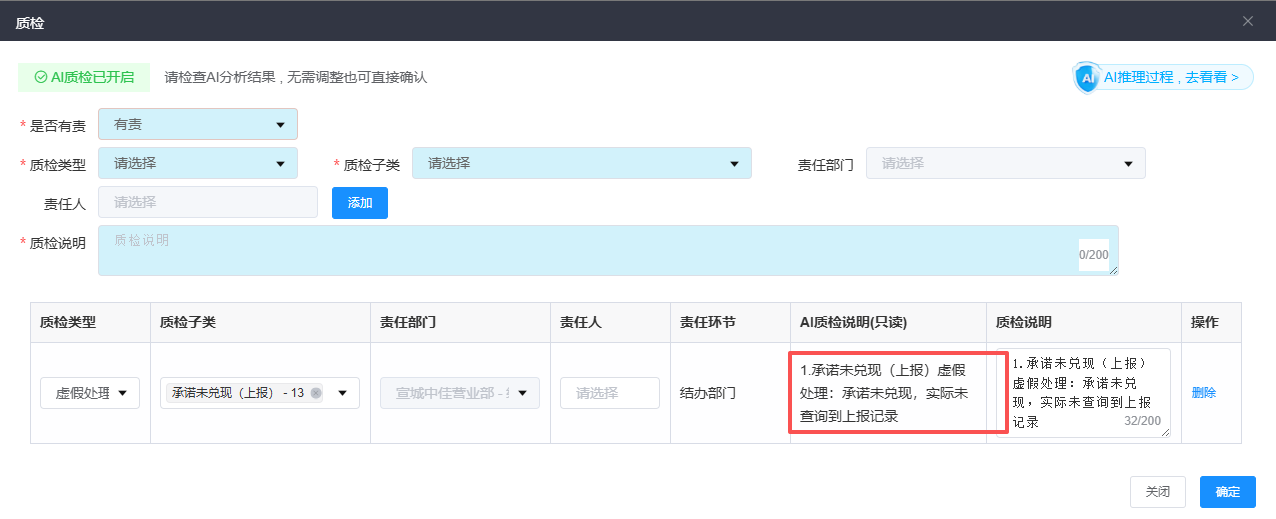 质检
AI质检已开启 请检查AI分析结果，无需调整也可直接确认 AI推理过程，去看看 >
* 是否有责 有责
* 质检类型 请选择 * 质检子类 请选择 责任部门 请选择
责任人 请选择 添加
* 质检说明 质检说明
0/200
质检类型 质检子类 责任部门 责任人 责任环节 AI质检说明(只读) 质检说明 操作
虚假处理 承诺未兑现（上报） - 13 宣城中佳营业部 - 请选择 结办部门
1.承诺未兑现（上报）虚假
处理：承诺未兑现，实际未
查询到上报记录
1.承诺未兑现（上报）
虚假处理：承诺未兑
现，实际未查询到上报
记录 32/200
删除
关闭 确定